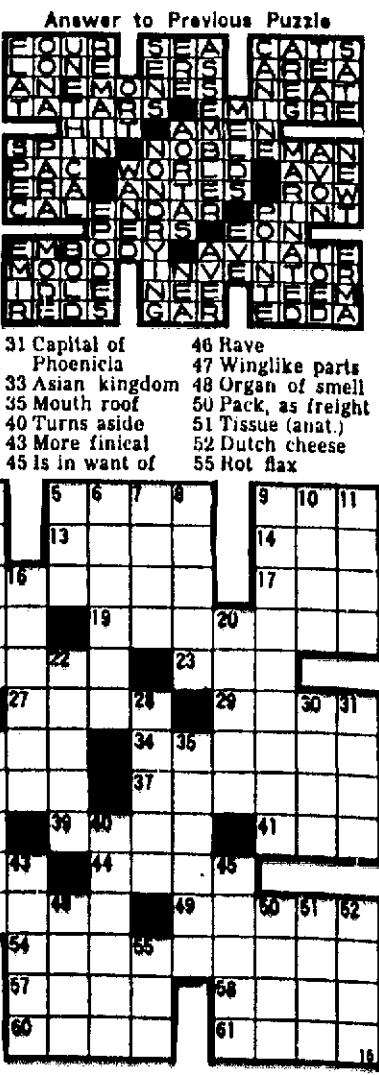 Answer to Previous Puzzle
FOUR SEA CATS
LONE EDS AREA
ANEMONES NEAT
TATARS EMIGRE
HIT AMEN
SPIN NOBLEMAN
PAC WORLD AVE
ERA ANTES ROW
CALENDAR PINT
PERS EON
EMBODY AVIATE
MOOD INVENTOR
IDLE NEE TEEM
REDS GAR EDDA
31 Capital of
Phoenicia
33 Asian kingdom
35 Mouth roof
40 Turns aside
43 More finical
45 Is in want of
46 Rave
47 Winglike parts
48 Organ of smell
50 Pack, as freight
51 Tissue (anat.)
52 Dutch cheese
55 Rot flax
5 6 7 8 9 10 11
13 14
16 17
19 20
22 23
27 28 29 30 31
34 35
37
39 40 41
43 44 45
48 49 50 51 52
54 55
57 58
60 61
16